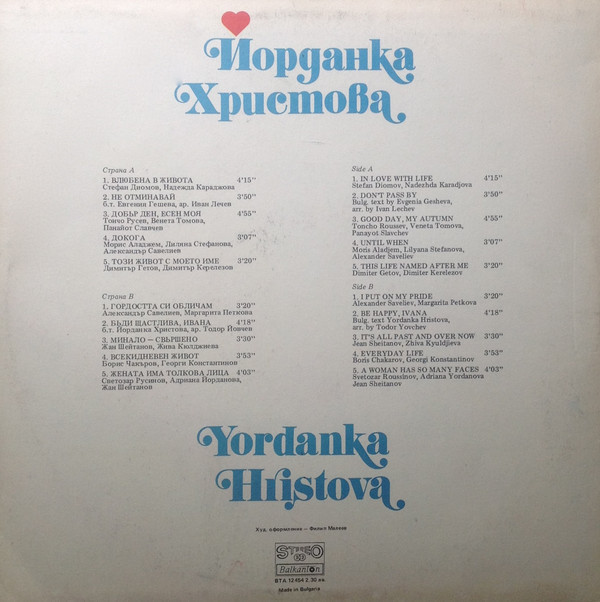 Йорданка
Христова
Страна А
1. ВЛЮБЕНА В ЖИВОТА 4'15"
Стефан Диомов, Надежда Караджова
2. НЕ ОТМИНАВАЙ 3'50"
б.т. Евгения Гешева, ар. Иван Лечев
3. ДОБЪР ДЕН, ЕСЕН МОЯ 4'55"
Тончо Русев, Венета Томова,
Панайот Славчев
4. ДОКОГА 3'07"
Морис Аладжем, Лиляна Стефанова,
Александър Савелиев
5. ТОЗИ ЖИВОТ С МОЕТО ИМЕ 3'20"
Димитър Гетов, Димитър Керелезов
Страна В
1. ГОРДОСТТА СИ ОБЛИЧАМ 3'20"
Александър Савелиев, Маргарита Петкова
2. БЪДИ ЩАСТЛИВА, ИВАНА 4'18"
б.т. Йорданка Христова, ар. Тодор Йовчев
3. МИНАЛО — СВЪРШЕНО 3'30"
Жан Шейтанов, Жива Кюлджиева
4. ВСЕКИДНЕВЕН ЖИВОТ 3'53"
Борис Чакъров, Георги Константинов
5. ЖЕНАТА ИМА ТОЛКОВА ЛИЦА 4'03"
Светозар Русинов, Адриана Йорданова,
Жан Шейтанов
Side A
1. IN LOVE WITH LIFE 4'15"
Stefan Diomov, Nadezhda Karadjova
2. DON'T PASS BY 3'50"
Bulg. text by Evgenia Gesheva,
arr. by Ivan Lechev
3. GOOD DAY, MY AUTUMN 4'55"
Toncho Roussev, Veneta Tomova,
Panayot Slavchev
4. UNTIL WHEN 3'07"
Moris Aladjem, Lilyana Stefanova,
Alexander Saveliev
5. THIS LIFE NAMED AFTER ME 3'20"
Dimiter Getov, Dimiter Kerelezov
Side B
1. I PUT ON MY PRIDE 3'20"
Alexander Saveliev, Margarita Petkova
2. BE HAPPY, IVANA 4'18"
Bulg. text Yordanka Hristova,
arr. by Todor Yovchev
3. IT'S ALL PAST AND OVER NOW 3'30"
Jean Sheitanov, Zhiva Kyuldjieva
4. EVERYDAY LIFE 3'53"
Boris Chakarov, Georgi Konstantinov
5. A WOMAN HAS SO MANY FACES 4'03"
Svetozar Roussinov, Adriana Yordanova
Jean Sheitanov
Yordanka
Hristova
Худ. оформление — Филип Малеев
STEREO
Balkanton
ВТА 12494 2.30 лв.
Made in Bulgaria